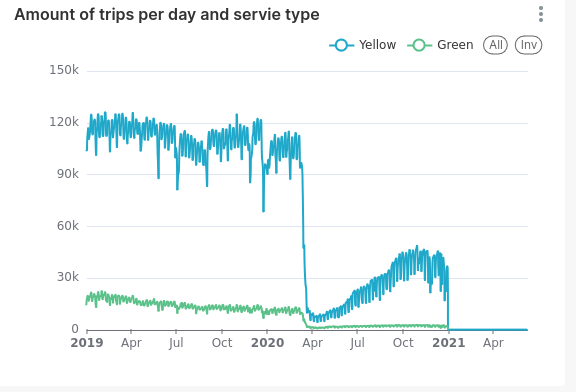 Amount of trips per day and servie type
Yellow Green All Inv
150k
120k
90k
60k
30k
0
2019 Apr Jul Oct 2020 Apr Jul Oct 2021 Apr